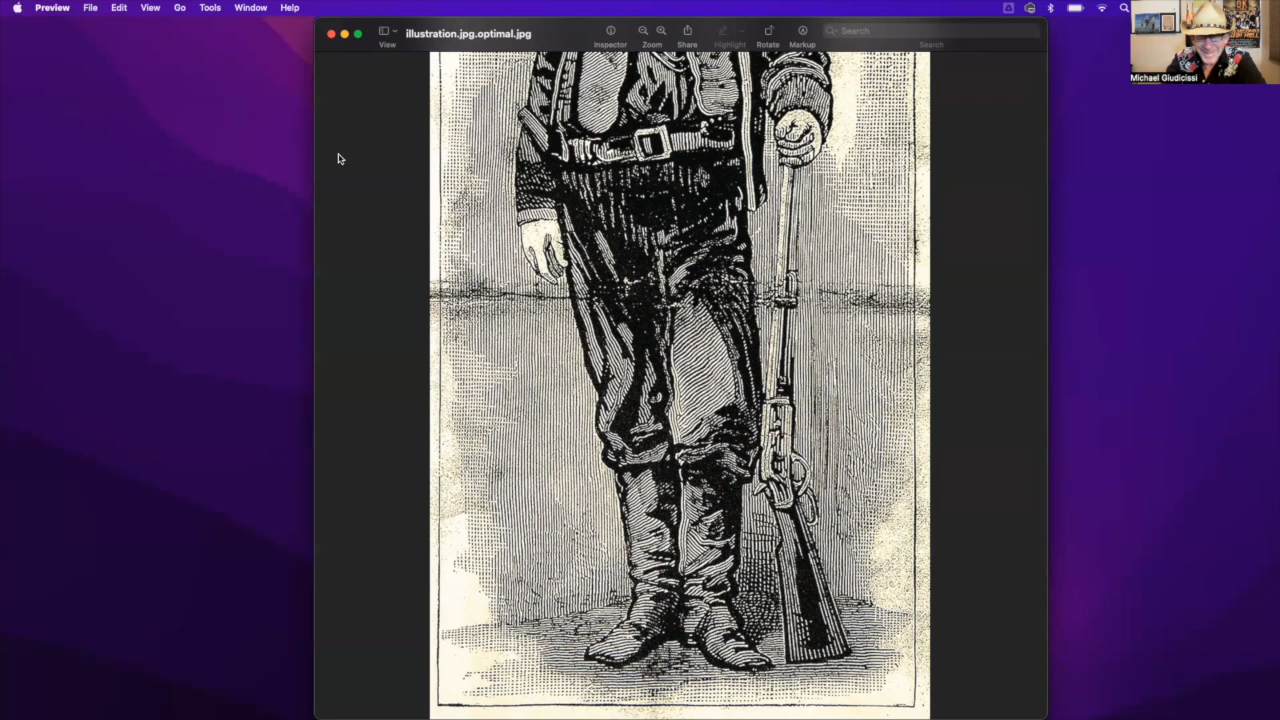 Preview File Edit View Go Tools Window Help
illustration.jpg.optimal.jpg
Search
View Inspector Zoom Share Highlight Rotate Markup Search
Michael Giudicissi